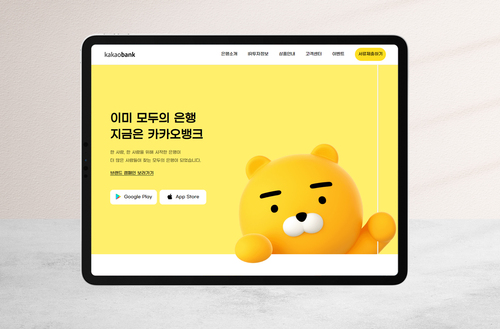 kakaobank
은행소개 IR투자정보 상품안내 고객센터 이벤트 서류제출하기
이미 모두의 은행
지금은 카카오뱅크
한 사람, 한 사람을 위해 시작한 은행이
더 많은 사람들이 찾는 모두의 은행이 되었습니다.
브랜드 캠페인 보러가기
Google Play App Store